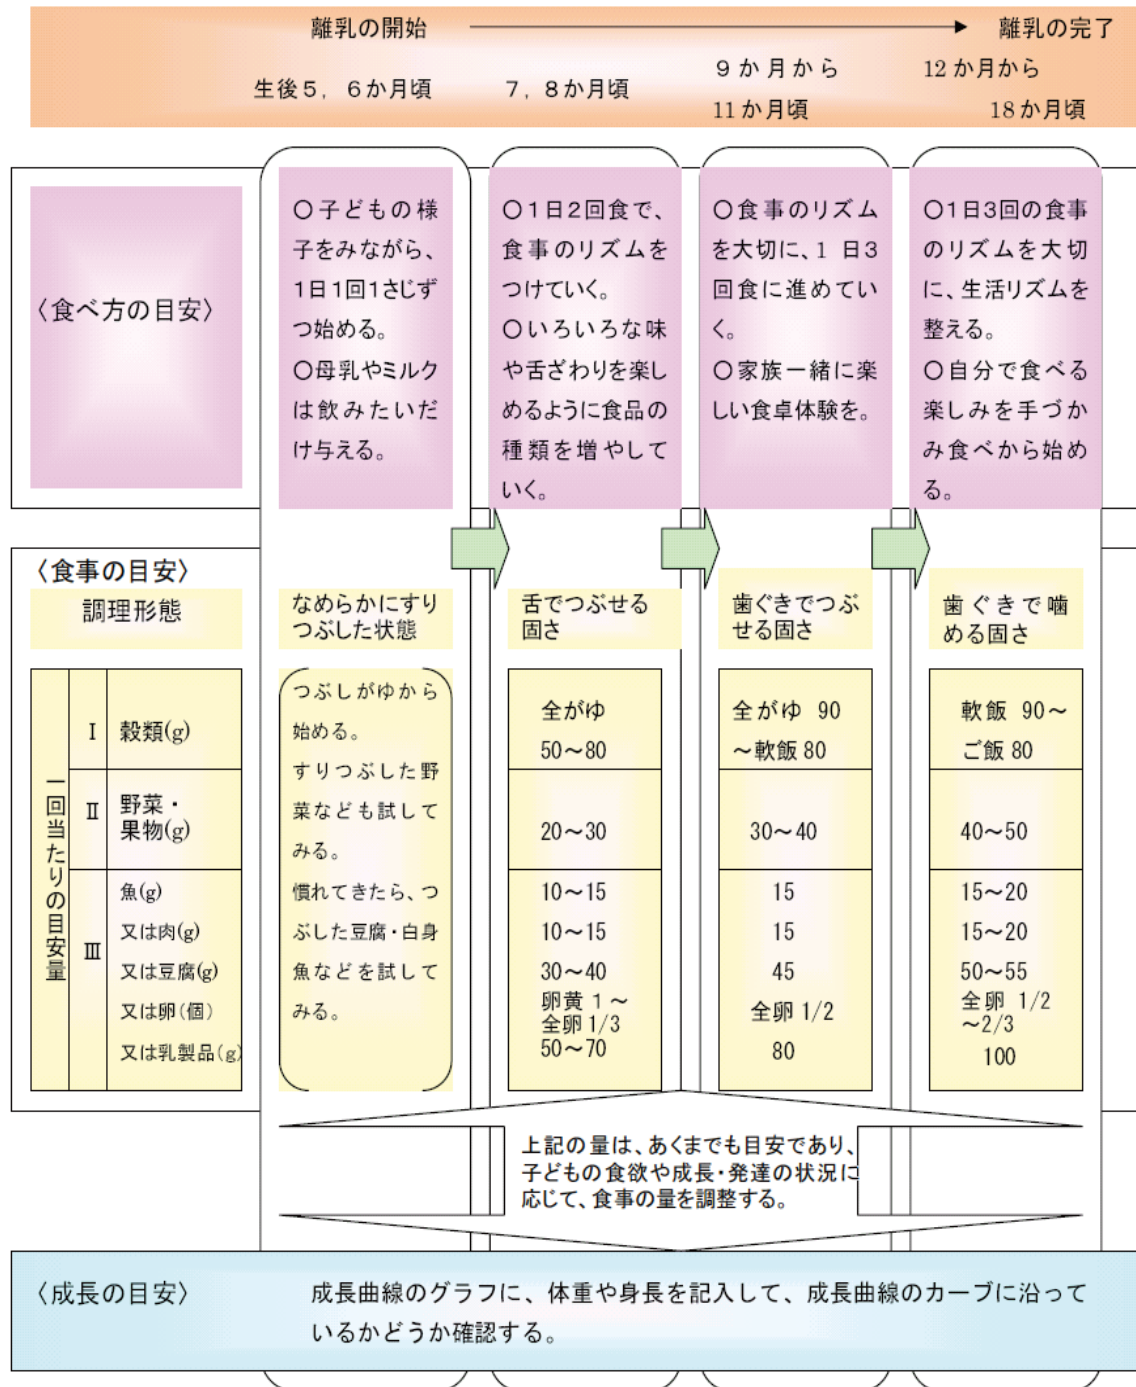 離乳の開始
離乳の完了
生後5，6か月頃
7，8か月頃
9か月から
11か月頃
12か月から
18か月頃
〈食べ方の目安〉
○子どもの様
子をみながら、
1日1回1さじず
つ始める。
○母乳やミルク
は飲みたいだ
け与える。
○1日2回食で、
食事のリズムを
つけていく。
○いろいろな味
や舌ざわりを楽し
めるように食品の
種類を増やして
いく。
○食事のリズム
を大切に、1 日3
回食に進めてい
く。
○家族一緒に楽
しい食卓体験を。
○1日3回の食事
のリズムを大切
に、生活リズムを
整える。
○自分で食べる
楽しみを手づか
み食べから始め
る。
〈食事の目安〉
調理形態
なめらかにすり
つぶした状態
舌でつぶせる
固さ
歯ぐきでつぶ
せる固さ
歯ぐきで噛
める固さ
一回当たりの目安量
Ⅰ
穀類(g)
つぶしがゆから
始める。
すりつぶした野
菜なども試して
みる。
慣れてきたら、つ
ぶした豆腐・白身
魚などを試して
みる。
全がゆ
50～80
全がゆ 90
～軟飯 80
軟飯 90～
ご飯 80
Ⅱ
野菜・
果物(g)
20～30
30～40
40～50
Ⅲ
魚(g)
10～15
15
15～20
又は肉(g)
10～15
15
15～20
又は豆腐(g)
30～40
45
50～55
又は卵(個)
卵黄 1 ～
全卵 1/3
全卵 1/2
全卵 1/2
～2/3
又は乳製品(g)
50～70
80
100
上記の量は、あくまでも目安であり、
子どもの食欲や成長・発達の状況に
応じて、食事の量を調整する。
〈成長の目安〉
成長曲線のグラフに、体重や身長を記入して、成長曲線のカーブに沿って
いるかどうか確認する。